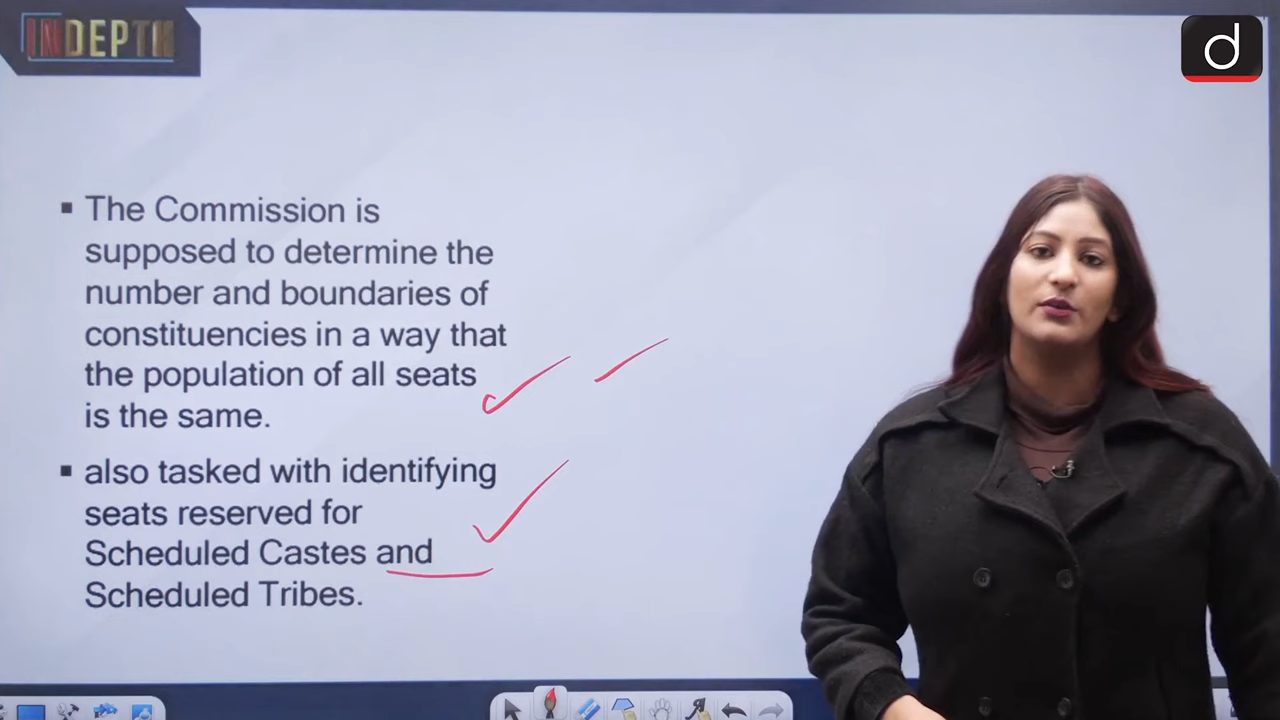 INDEPTH
d
▪ The Commission is
supposed to determine the
number and boundaries of
constituencies in a way that
the population of all seats
is the same.
▪ also tasked with identifying
seats reserved for
Scheduled Castes and
Scheduled Tribes.